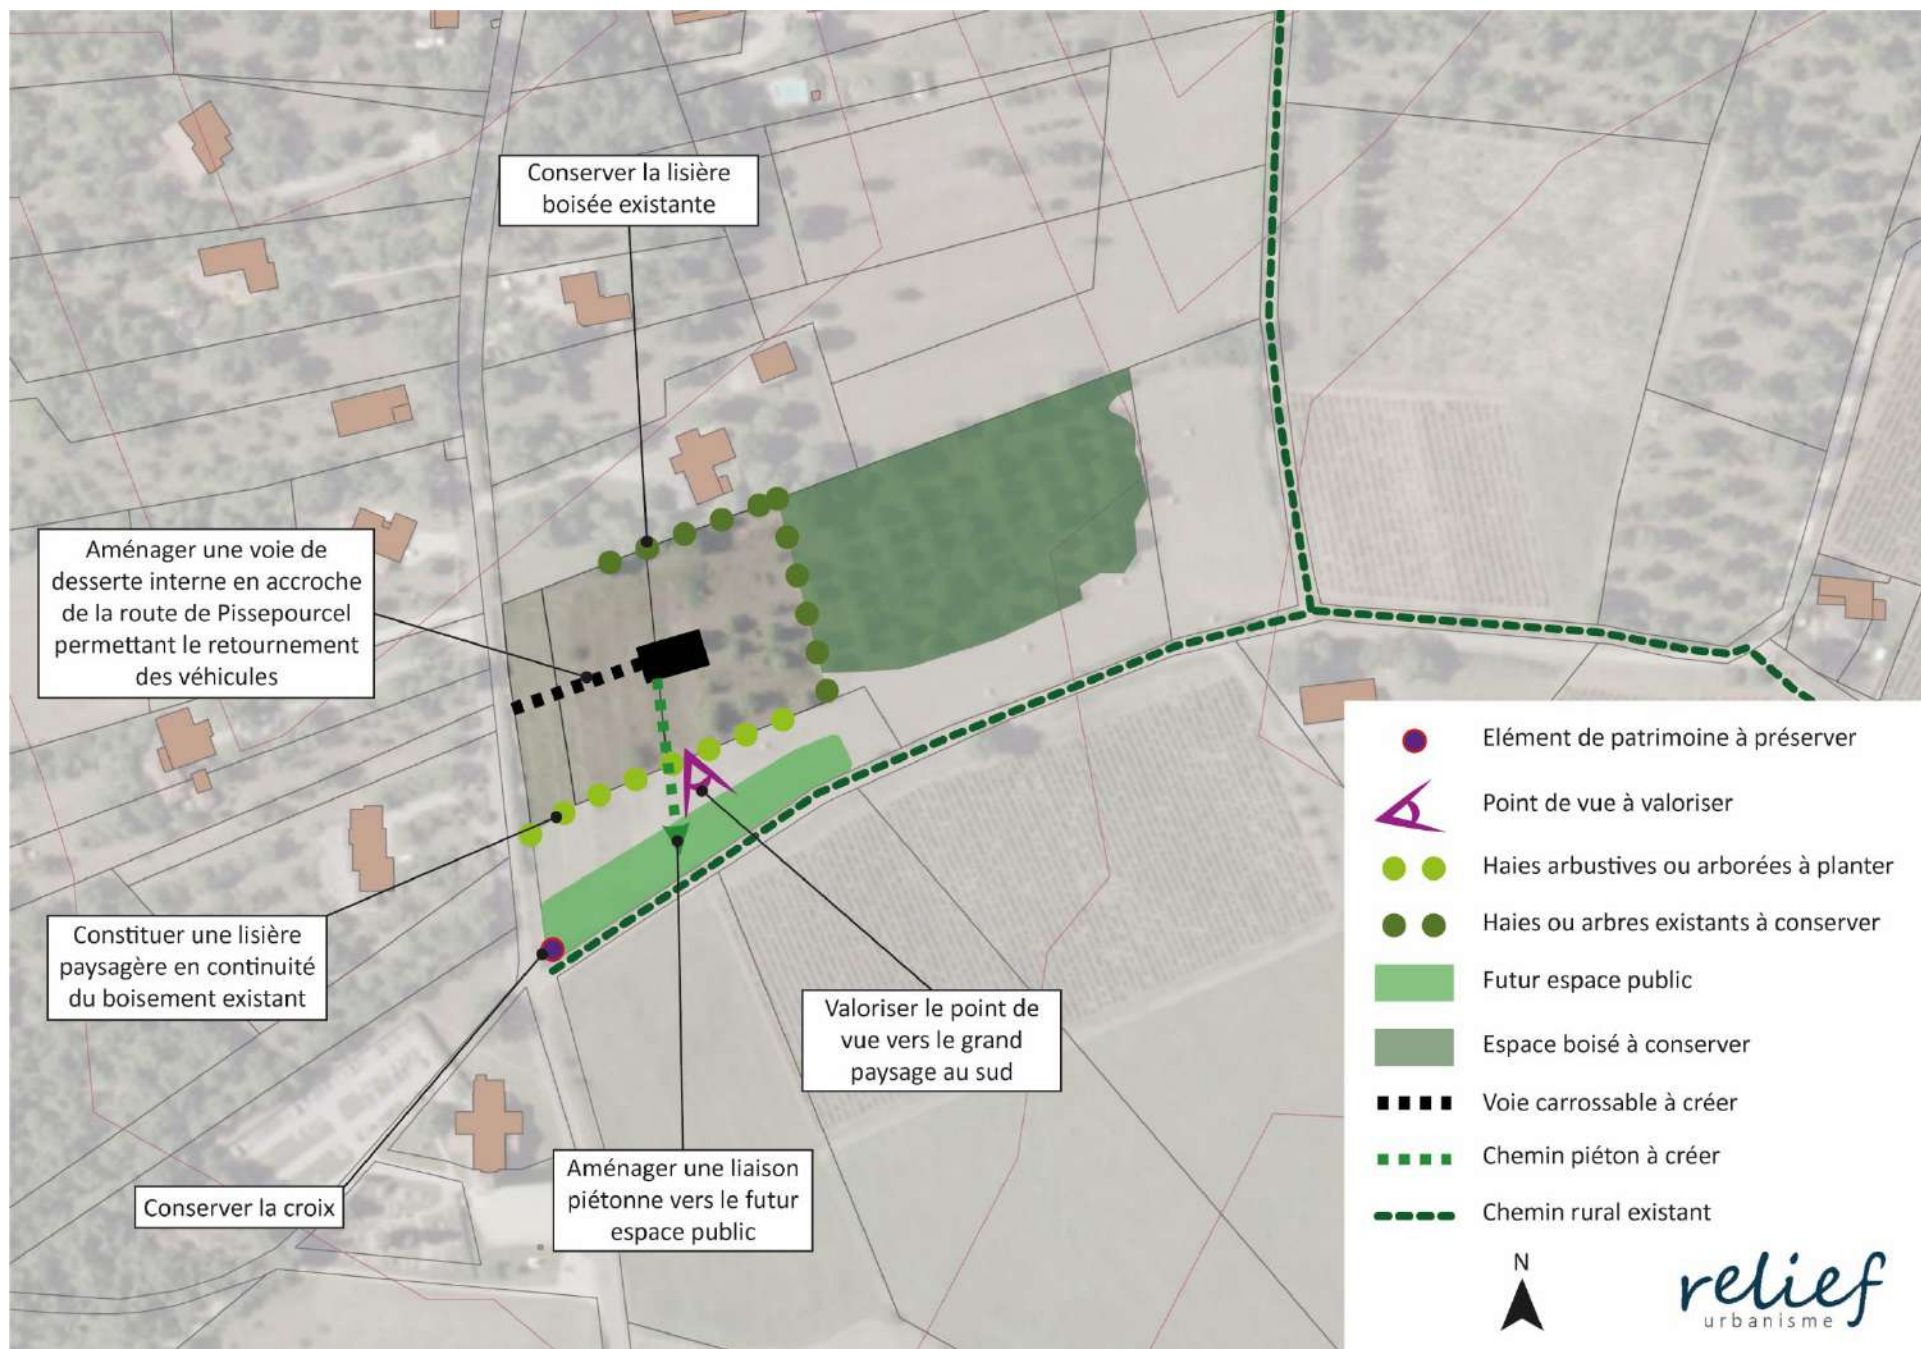 Conserver la lisière
boisée existante
Aménager une voie de
desserte interne en accroche
de la route de Pissepourcel
permettant le retournement
des véhicules
Constituer une lisière
paysagère en continuité
du boisement existant
Conserver la croix
Aménager une liaison
piétonne vers le futur
espace public
Valoriser le point de
vue vers le grand
paysage au sud
Elément de patrimoine à préserver
Point de vue à valoriser
Haies arbustives ou arborées à planter
Haies ou arbres existants à conserver
Futur espace public
Espace boisé à conserver
Voie carrossable à créer
Chemin piéton à créer
Chemin rural existant
N
relief
urbanisme